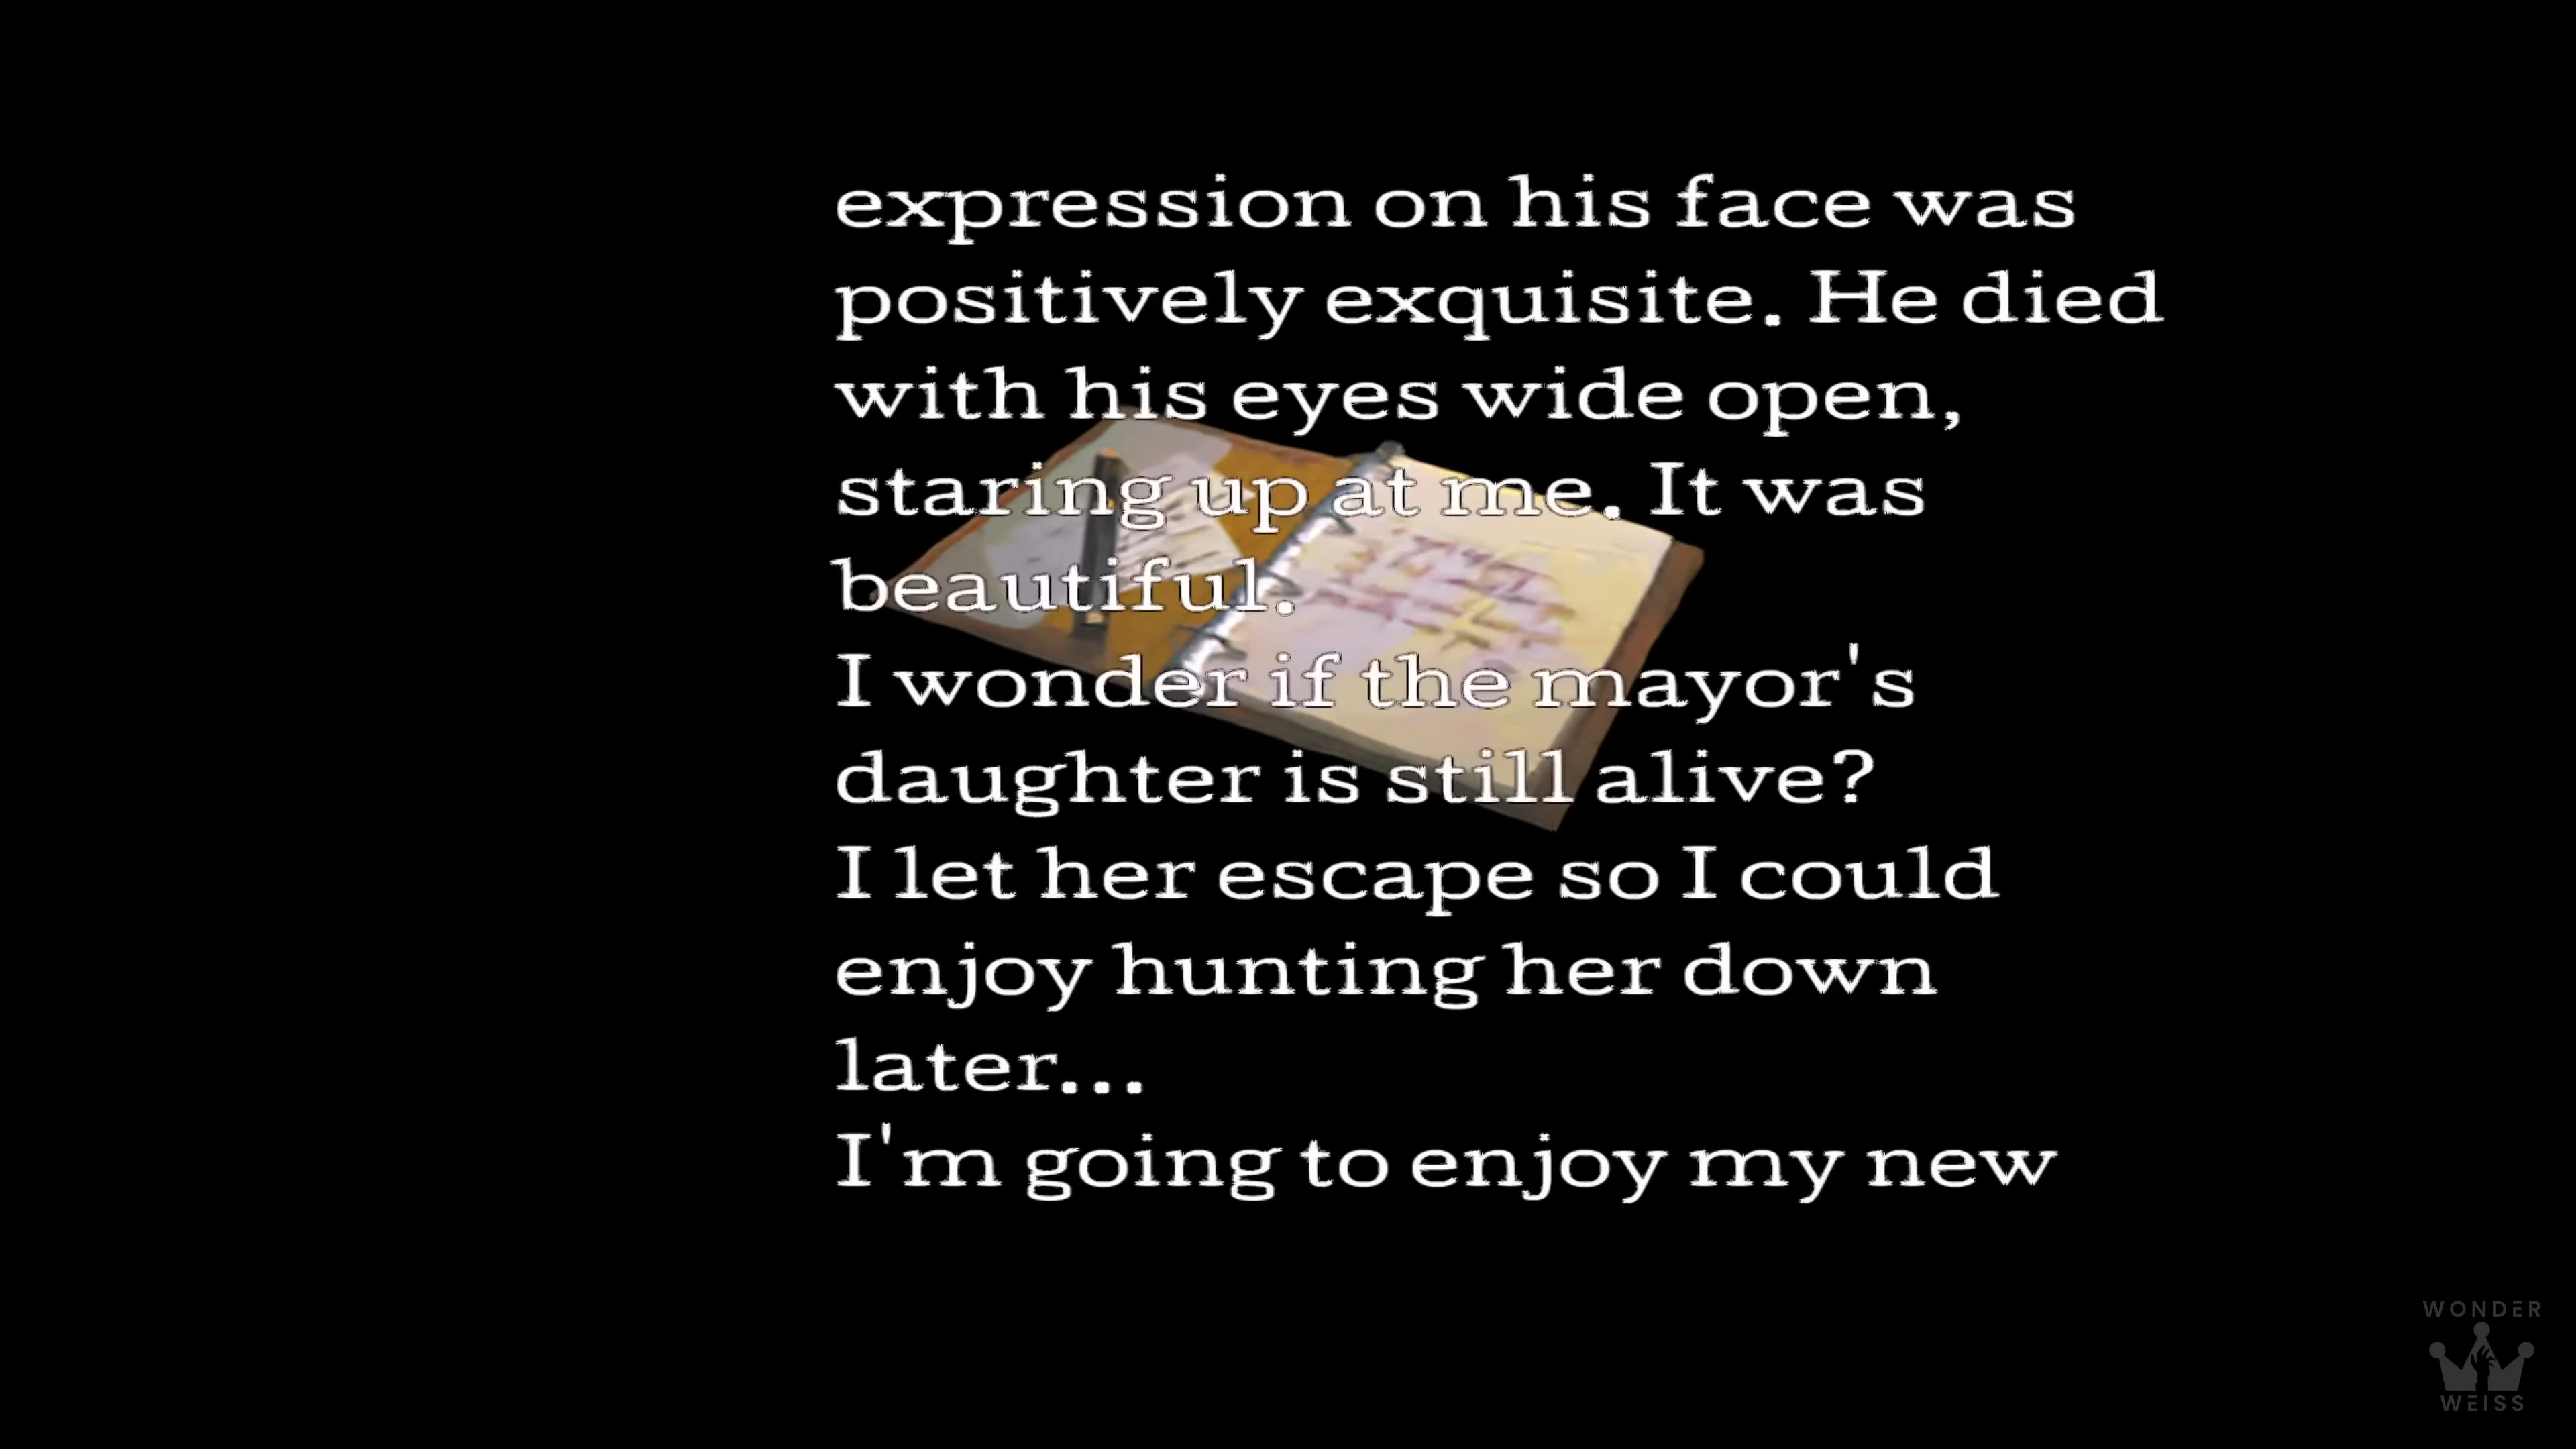 expression on his face was
positively exquisite. He died
with his eyes wide open,
staring up at me. It was
beautiful.
I wonder if the mayor's
daughter is still alive?
I let her escape so I could
enjoy hunting her down
later...
I'm going to enjoy my new
WONDER
WEISS